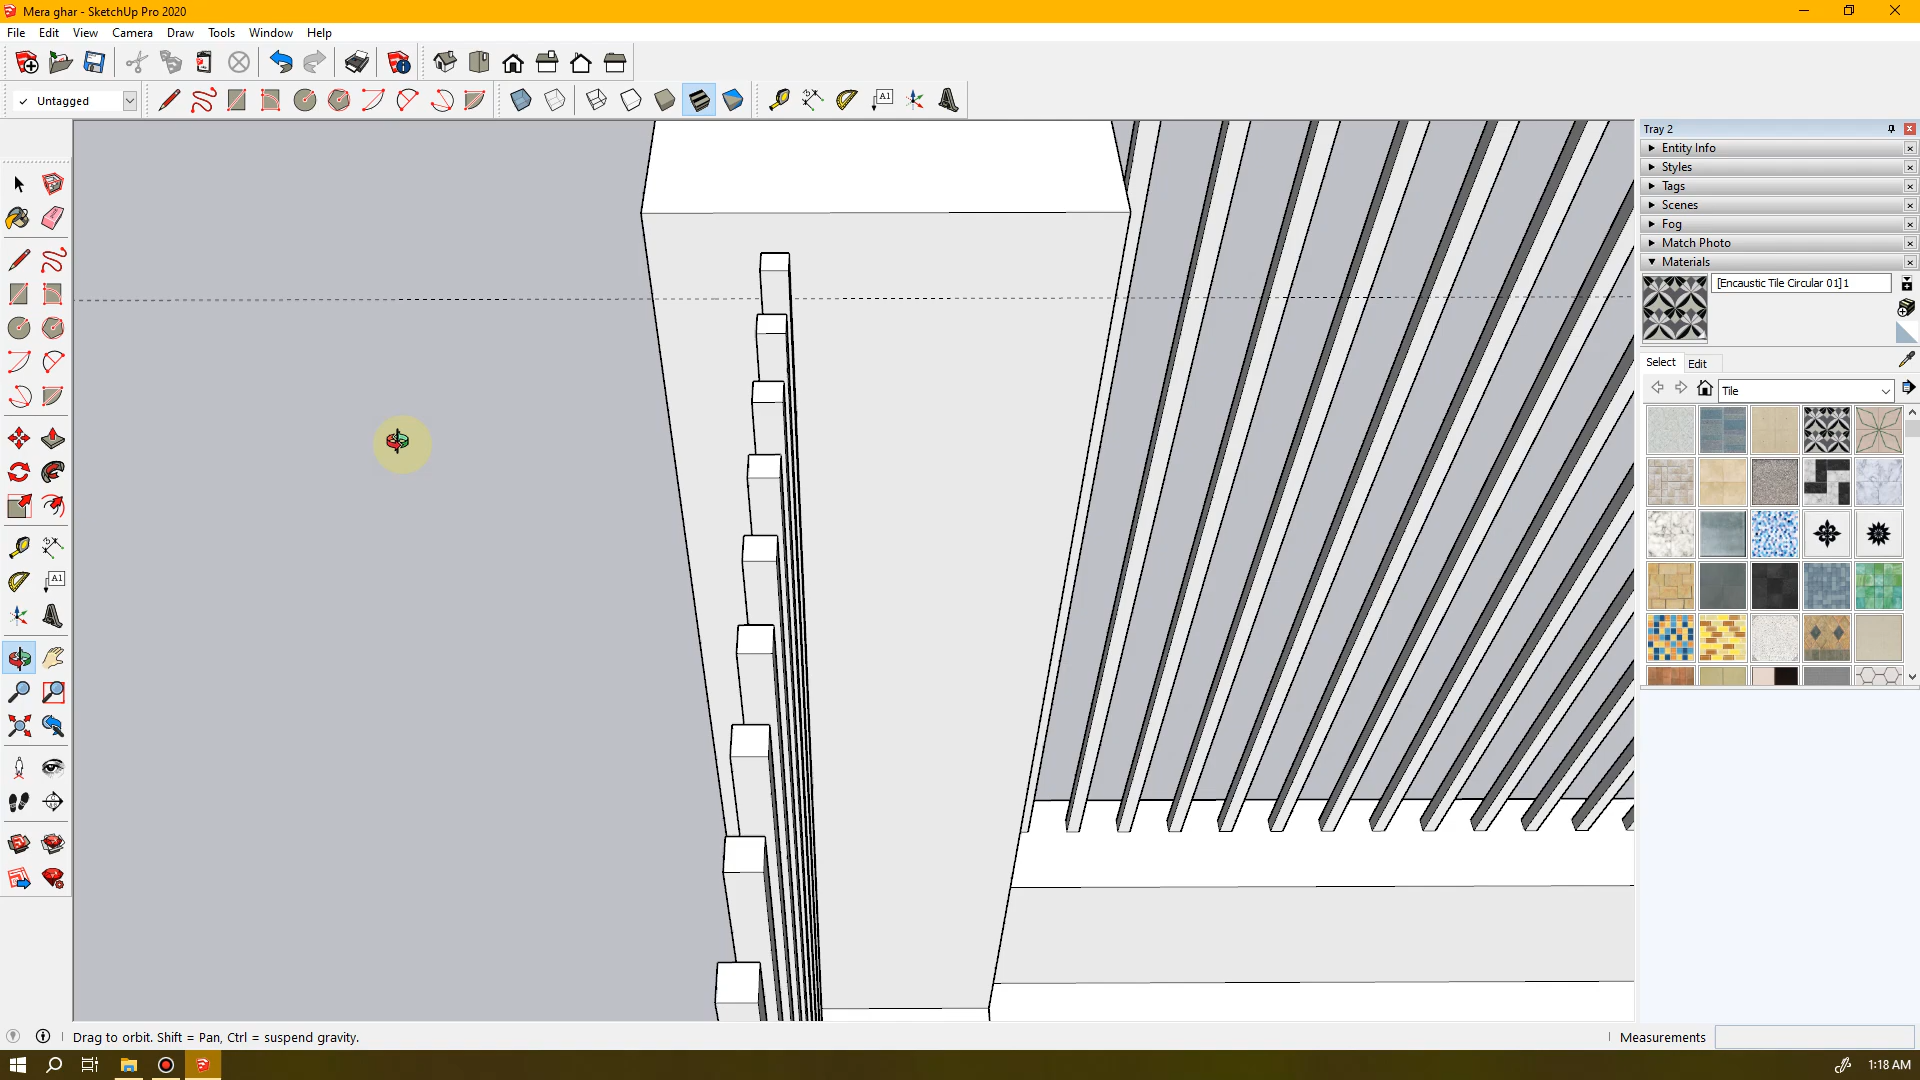 Mera ghar - SketchUp Pro 2020
File Edit View Camera Draw Tools Window Help
Untagged
A1
Tray 2
Entity Info
Styles
Tags
Scenes
Fog
Match Photo
Materials
[Encaustic Tile Circular 01]1
Select Edit
Tile
A1
Drag to orbit. Shift = Pan, Ctrl = suspend gravity.
Measurements
1:18 AM